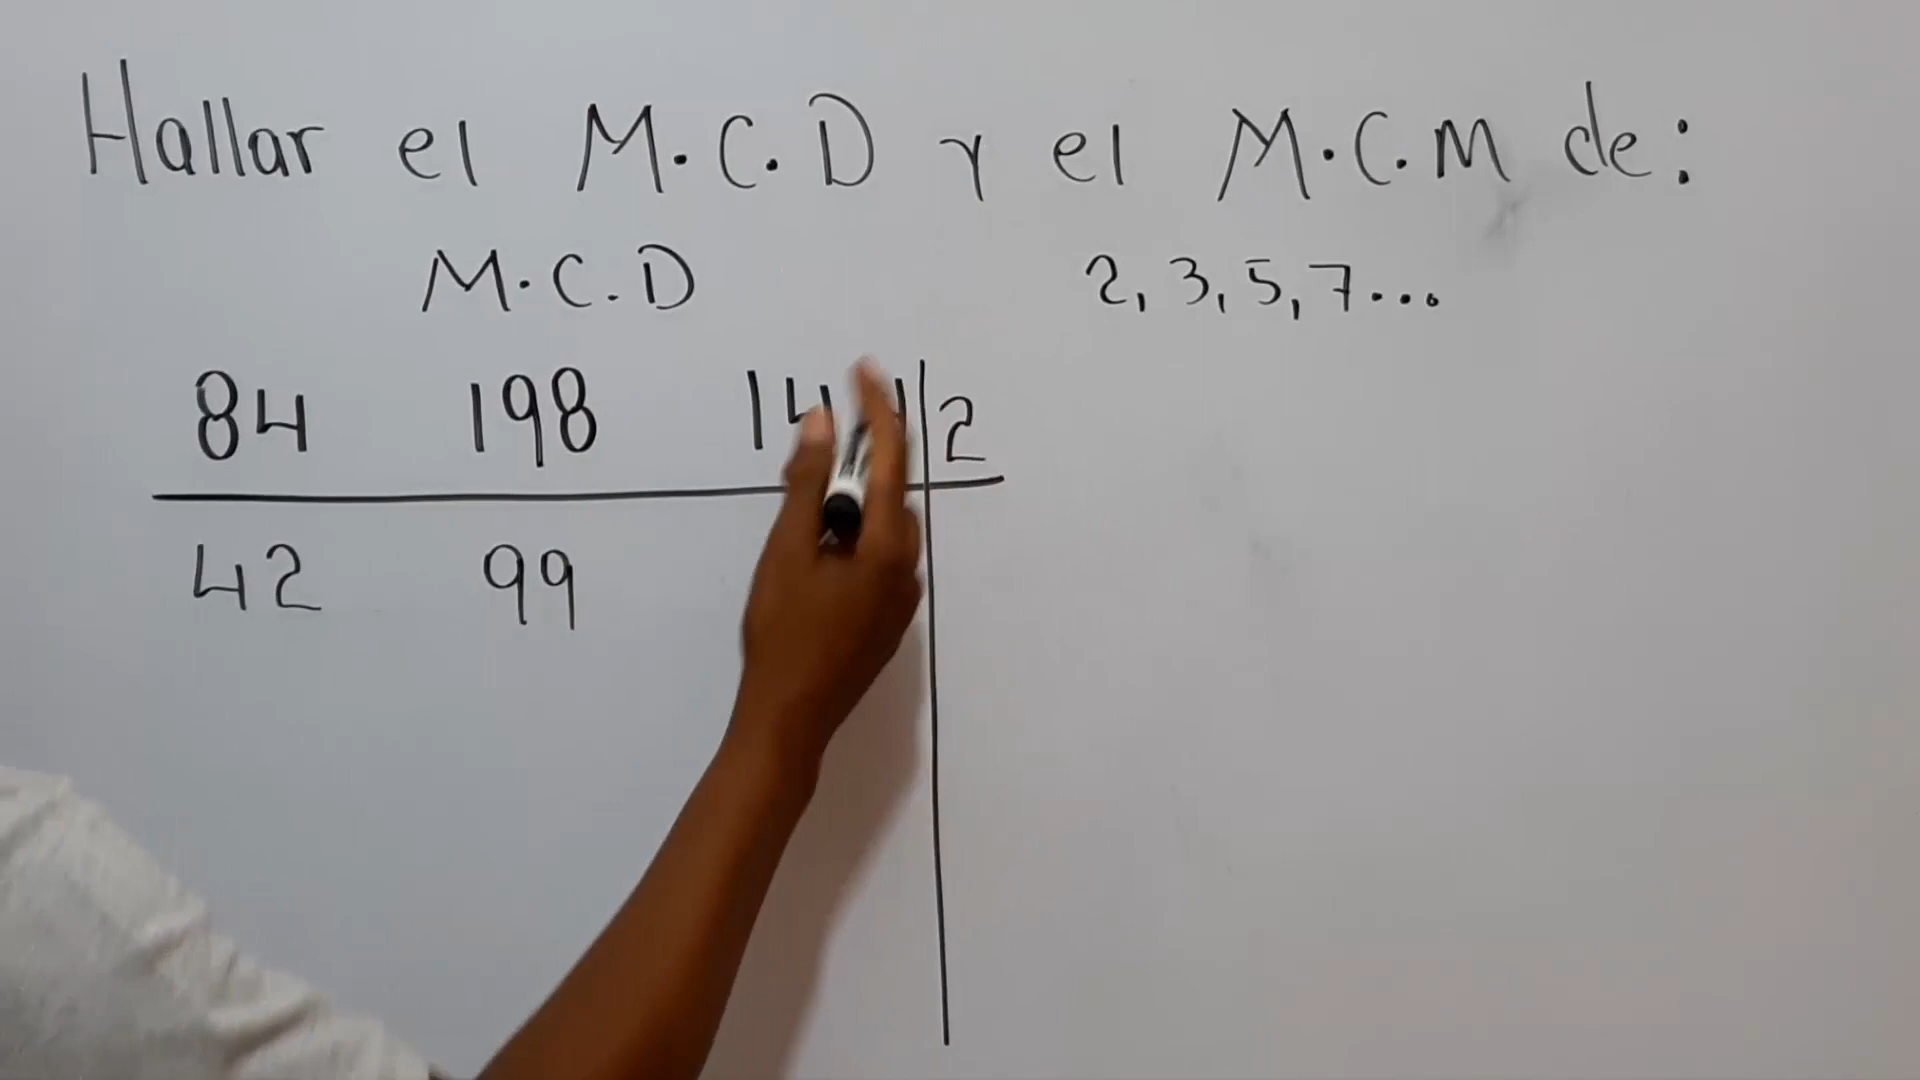 Hallar el M.C.D y el M.C.M de:
M.C.D 2, 3, 5, 7...
84 198 2
42 99